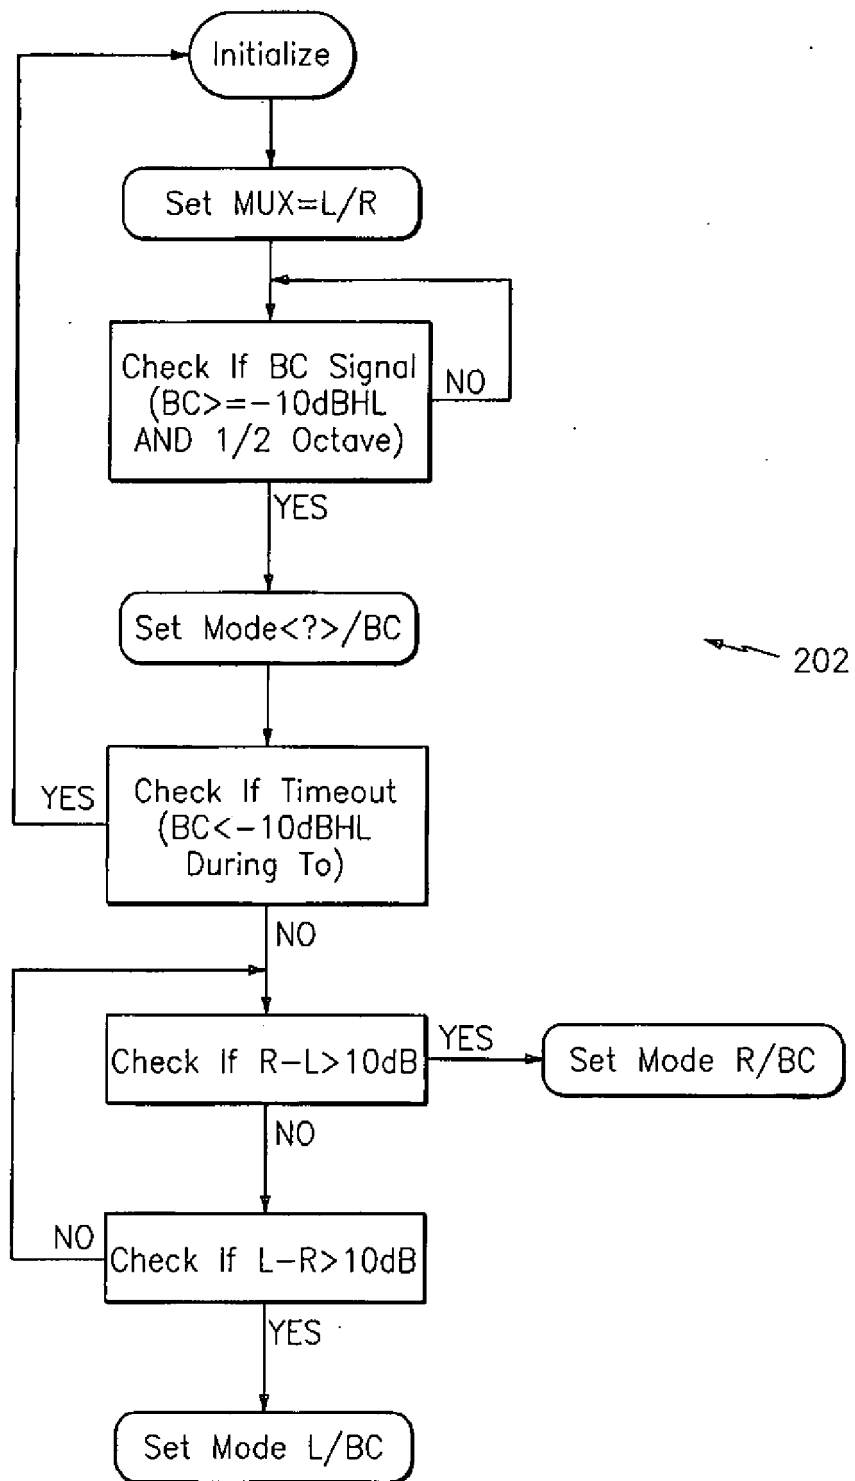 Initialize
Set MUX=L/R
Check If BC Signal
(BC>=-10dBHL
AND 1/2 Octave)
NO
YES
Set Mode<?>/BC
202
YES
Check If Timeout
(BC<-10dBHL
During To)
NO
Check If R-L>10dB
YES
Set Mode R/BC
NO
NO
Check If L-R>10dB
YES
Set Mode L/BC